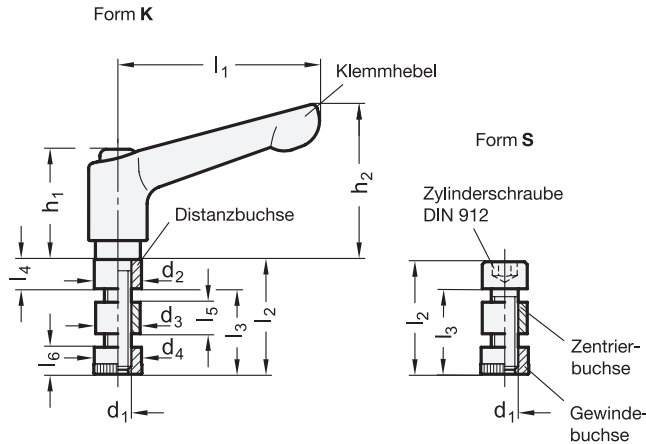 Form K
l1
Klemmhebel
h1
h2
Distanzbuchse
l4
d2
d3
l5
l3
l2
l6
d4
d1
Form S
Zylinderschraube
DIN 912
l2
l3
Zentrier-
buchse
d1
Gewinde-
buchse